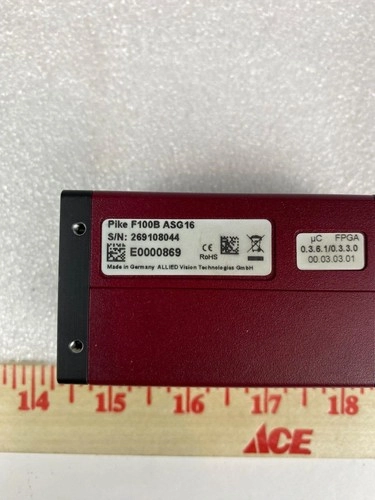 Pike F100B ASG16
S/N: 269108044
E0000869
CE
RoHS
Made in Germany ALLIED Vision Technologies GmbH
µC FPGA
0.3.6.1/0.3.3.0
00.03.03.01
14 15 16 17 18
ACE